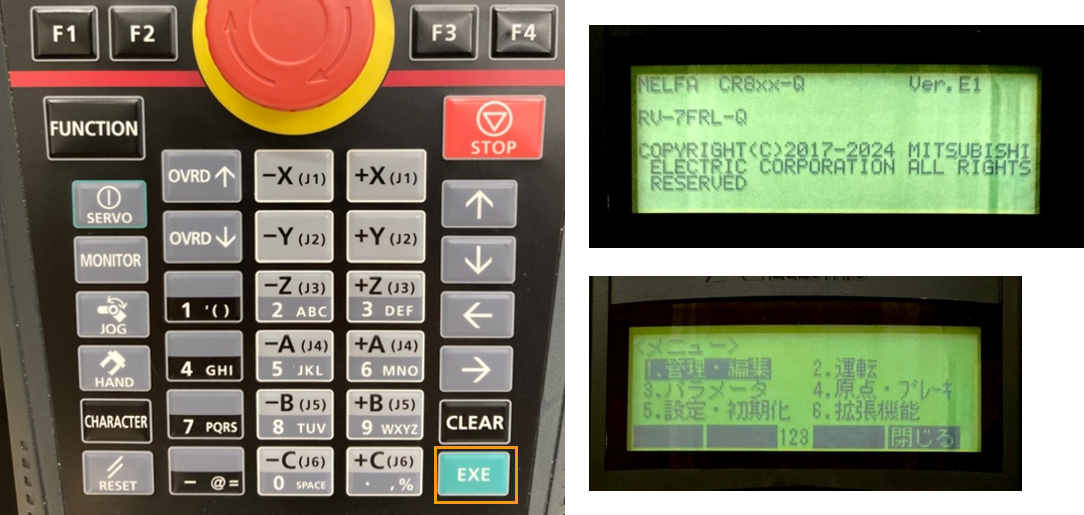 F1 F2 F3 F4
FUNCTION
STOP
OVRD↑ −X (J1) +X (J1)
SERVO
↑
OVRD↓ −Y (J2) +Y (J2)
MONITOR
↓
−Z (J3) +Z (J3)
1 '() 2 ABC 3 DEF
JOG
←
−A (J4) +A (J4)
4 GHI 5 JKL 6 MNO
HAND
→
−B (J5) +B (J5)
CHARACTER 7 PQRS 8 TUV 9 WXYZ CLEAR
−C (J6) +C (J6)
RESET − @= 0 SPACE . ,% EXE
MELFA CR8xx-Q Ver.E1
RV-7FRL-Q
COPYRIGHT(C)2017-2024 MITSUBISHI
ELECTRIC CORPORATION ALL RIGHTS
RESERVED
<メニュー>
1.管理・編集 2.運転
3.パラメータ 4.原点・ブレーキ
5.設定・初期化 6.拡張機能
123 閉じる